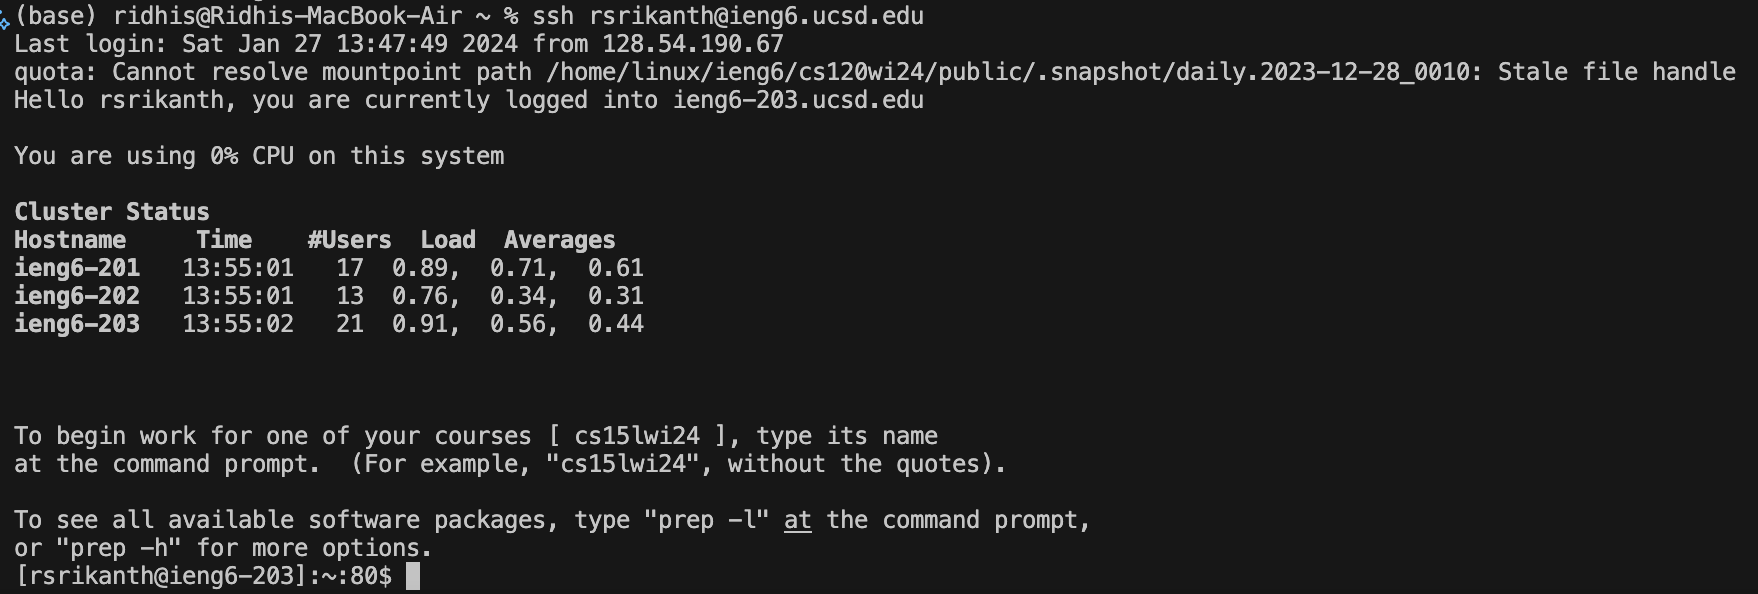 (base) ridhis@Ridhis-MacBook-Air ~ % ssh rsrikanth@ieng6.ucsd.edu
Last login: Sat Jan 27 13:47:49 2024 from 128.54.190.67
quota: Cannot resolve mountpoint path /home/linux/ieng6/cs120wi24/public/.snapshot/daily.2023-12-28_0010: Stale file handle
Hello rsrikanth, you are currently logged into ieng6-203.ucsd.edu
You are using 0% CPU on this system
Cluster Status
Hostname     Time    #Users  Load  Averages
ieng6-201   13:55:01   17  0.89,  0.71,  0.61
ieng6-202   13:55:01   13  0.76,  0.34,  0.31
ieng6-203   13:55:02   21  0.91,  0.56,  0.44
To begin work for one of your courses [ cs15lwi24 ], type its name
at the command prompt.  (For example, "cs15lwi24", without the quotes).
To see all available software packages, type "prep -l" at the command prompt,
or "prep -h" for more options.
[rsrikanth@ieng6-203]:~:80$